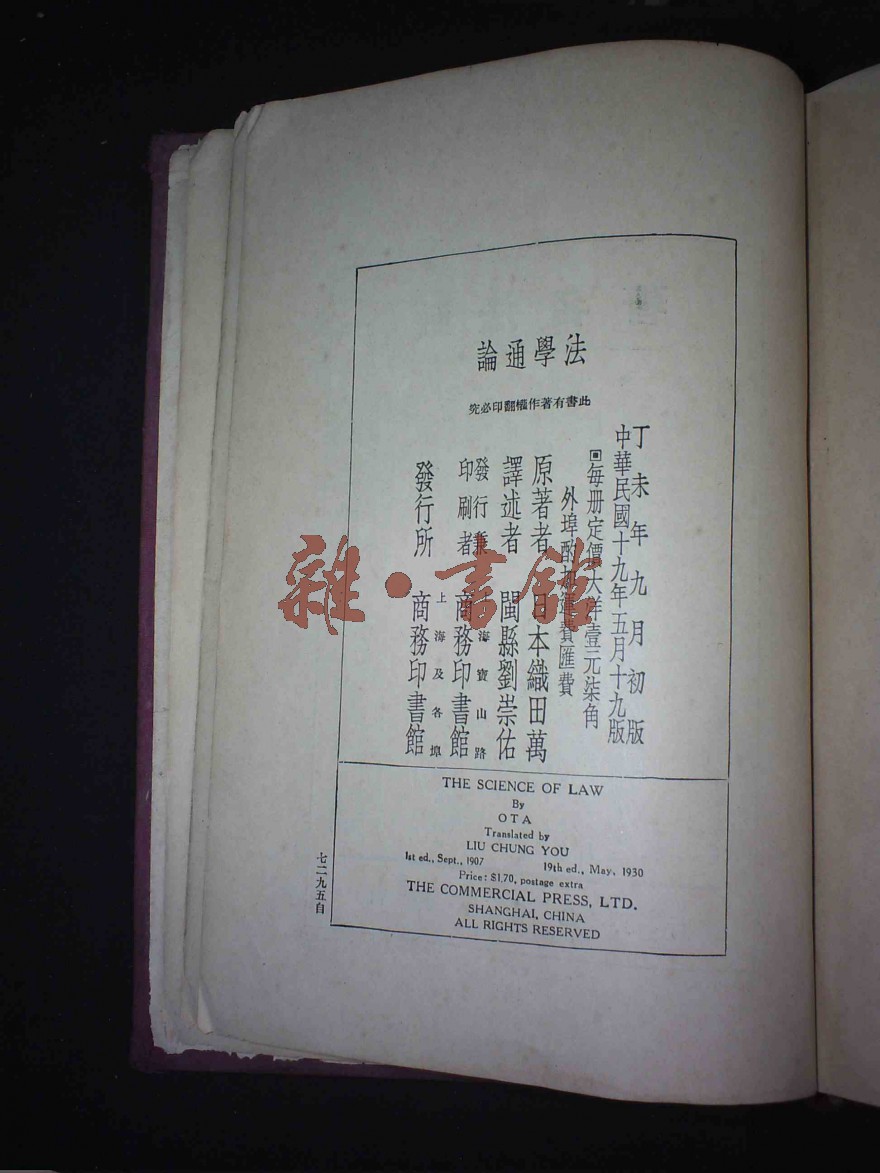 法學通論
此書有著作權翻印必究
丁未年九月初版
中華民國十九年五月十九版
每册定價大洋壹元柒角
外埠酌加運費匯費
原著者 日本織田萬
譯述者 閩縣劉崇佑
發行兼印刷者 上海寶山路 商務印書館
發行所 上海及各埠 商務印書館
THE SCIENCE OF LAW
By
OTA
Translated by
LIU CHUNG YOU
1st ed., Sept., 1907 19th ed., May, 1930
Price: $1.70, postage extra
THE COMMERCIAL PRESS, LTD.
SHANGHAI, CHINA
ALL RIGHTS RESERVED
七二九五自
雜·書館